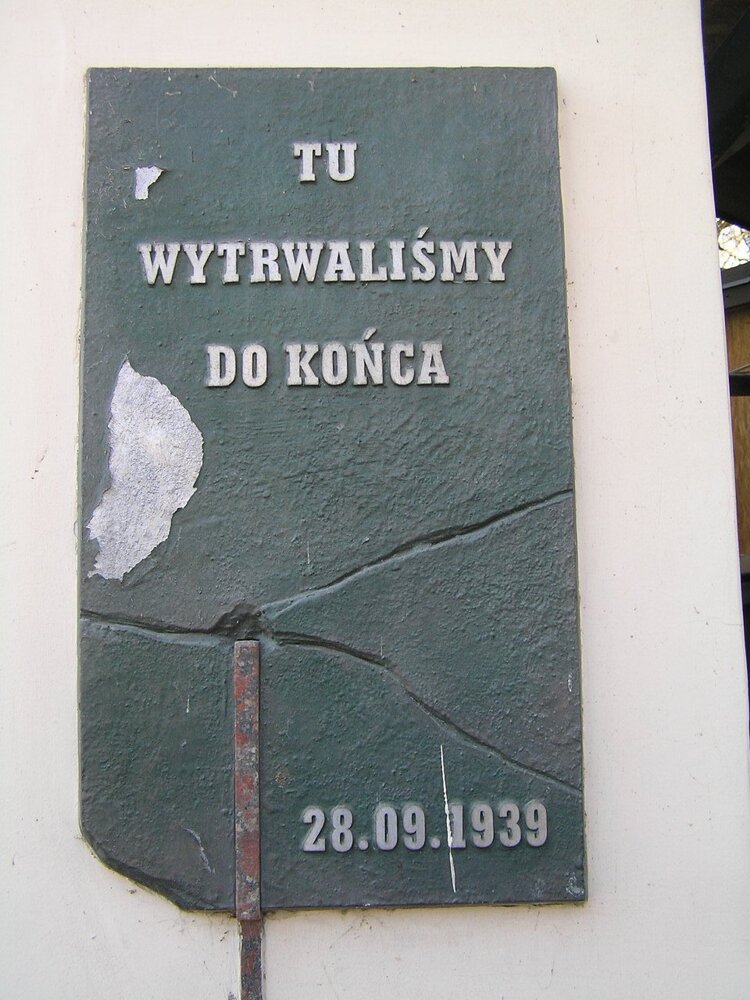 TU
WYTRWALIŚMY
DO KOŃCA
28.09.1939